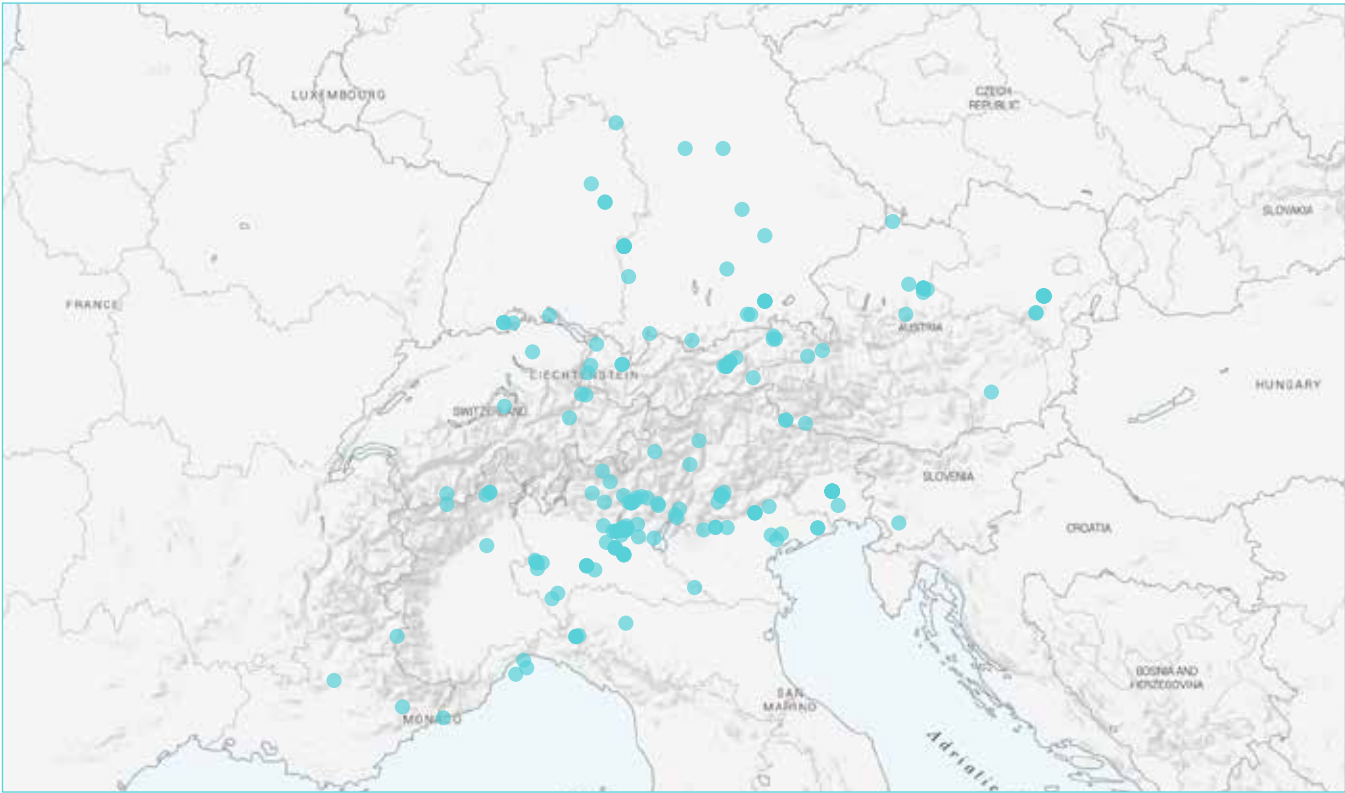 LUXEMBOURG
CZECH
REPUBLIC
SLOVAKIA
FRANCE
AUSTRIA
LIECHTENSTEIN
HUNGARY
SWITZERLAND
SLOVENIA
CROATIA
BOSNIA AND
HERZEGOVINA
SAN
MARINO
MONACO
Adriatic